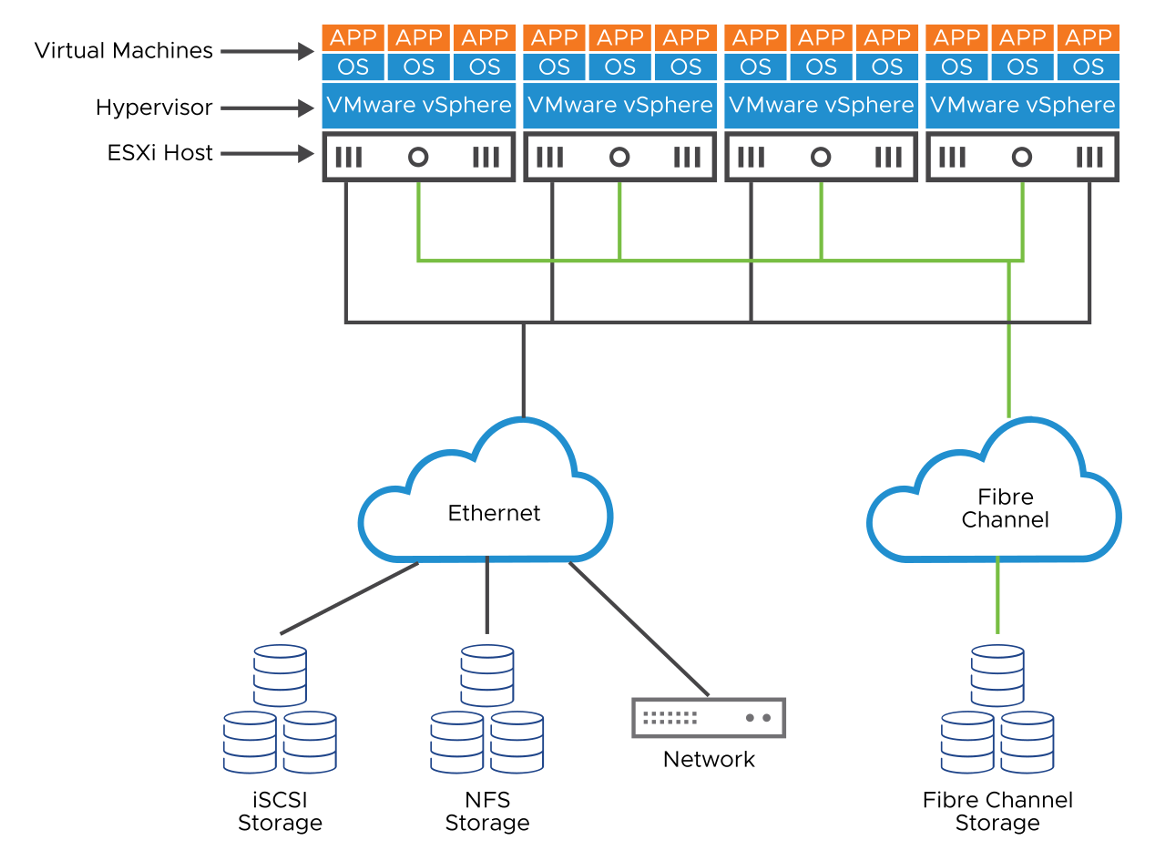 Virtual Machines
APP APP APP APP APP APP APP APP APP APP APP APP
OS OS OS OS OS OS OS OS OS OS OS OS
Hypervisor
VMware vSphere VMware vSphere VMware vSphere VMware vSphere
ESXi Host
Ethernet
Fibre
Channel
Network
iSCSI
Storage
NFS
Storage
Fibre Channel
Storage